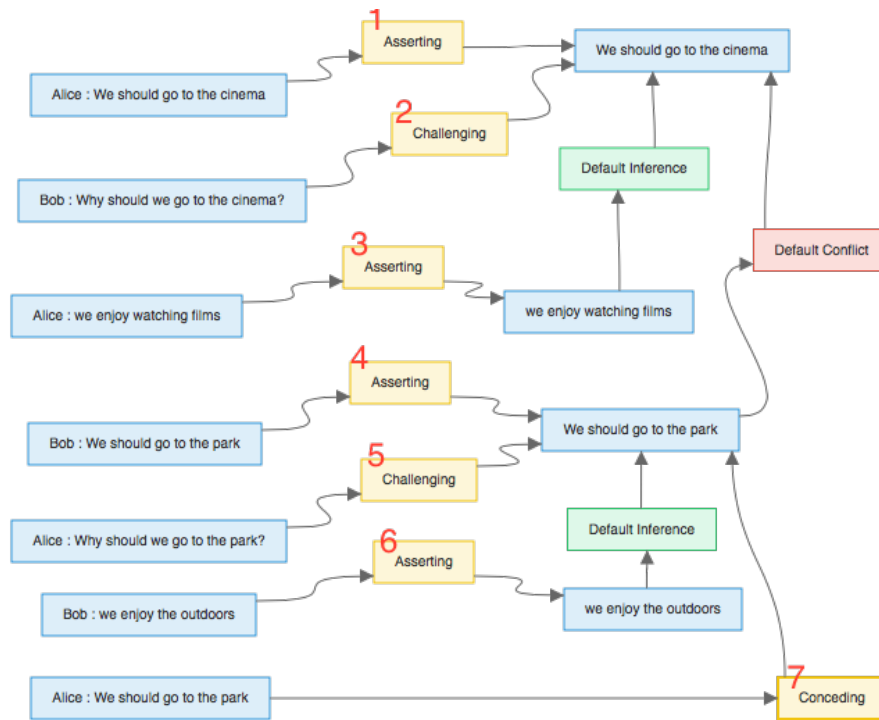 1
Asserting
We should go to the cinema
Alice : We should go to the cinema
2
Challenging
Default Inference
Bob : Why should we go to the cinema?
3
Asserting
Default Conflict
Alice : we enjoy watching films
we enjoy watching films
4
Asserting
We should go to the park
Bob : We should go to the park
5
Challenging
Alice : Why should we go to the park?
Default Inference
6
Asserting
Bob : we enjoy the outdoors
we enjoy the outdoors
Alice : We should go to the park
7
Conceding